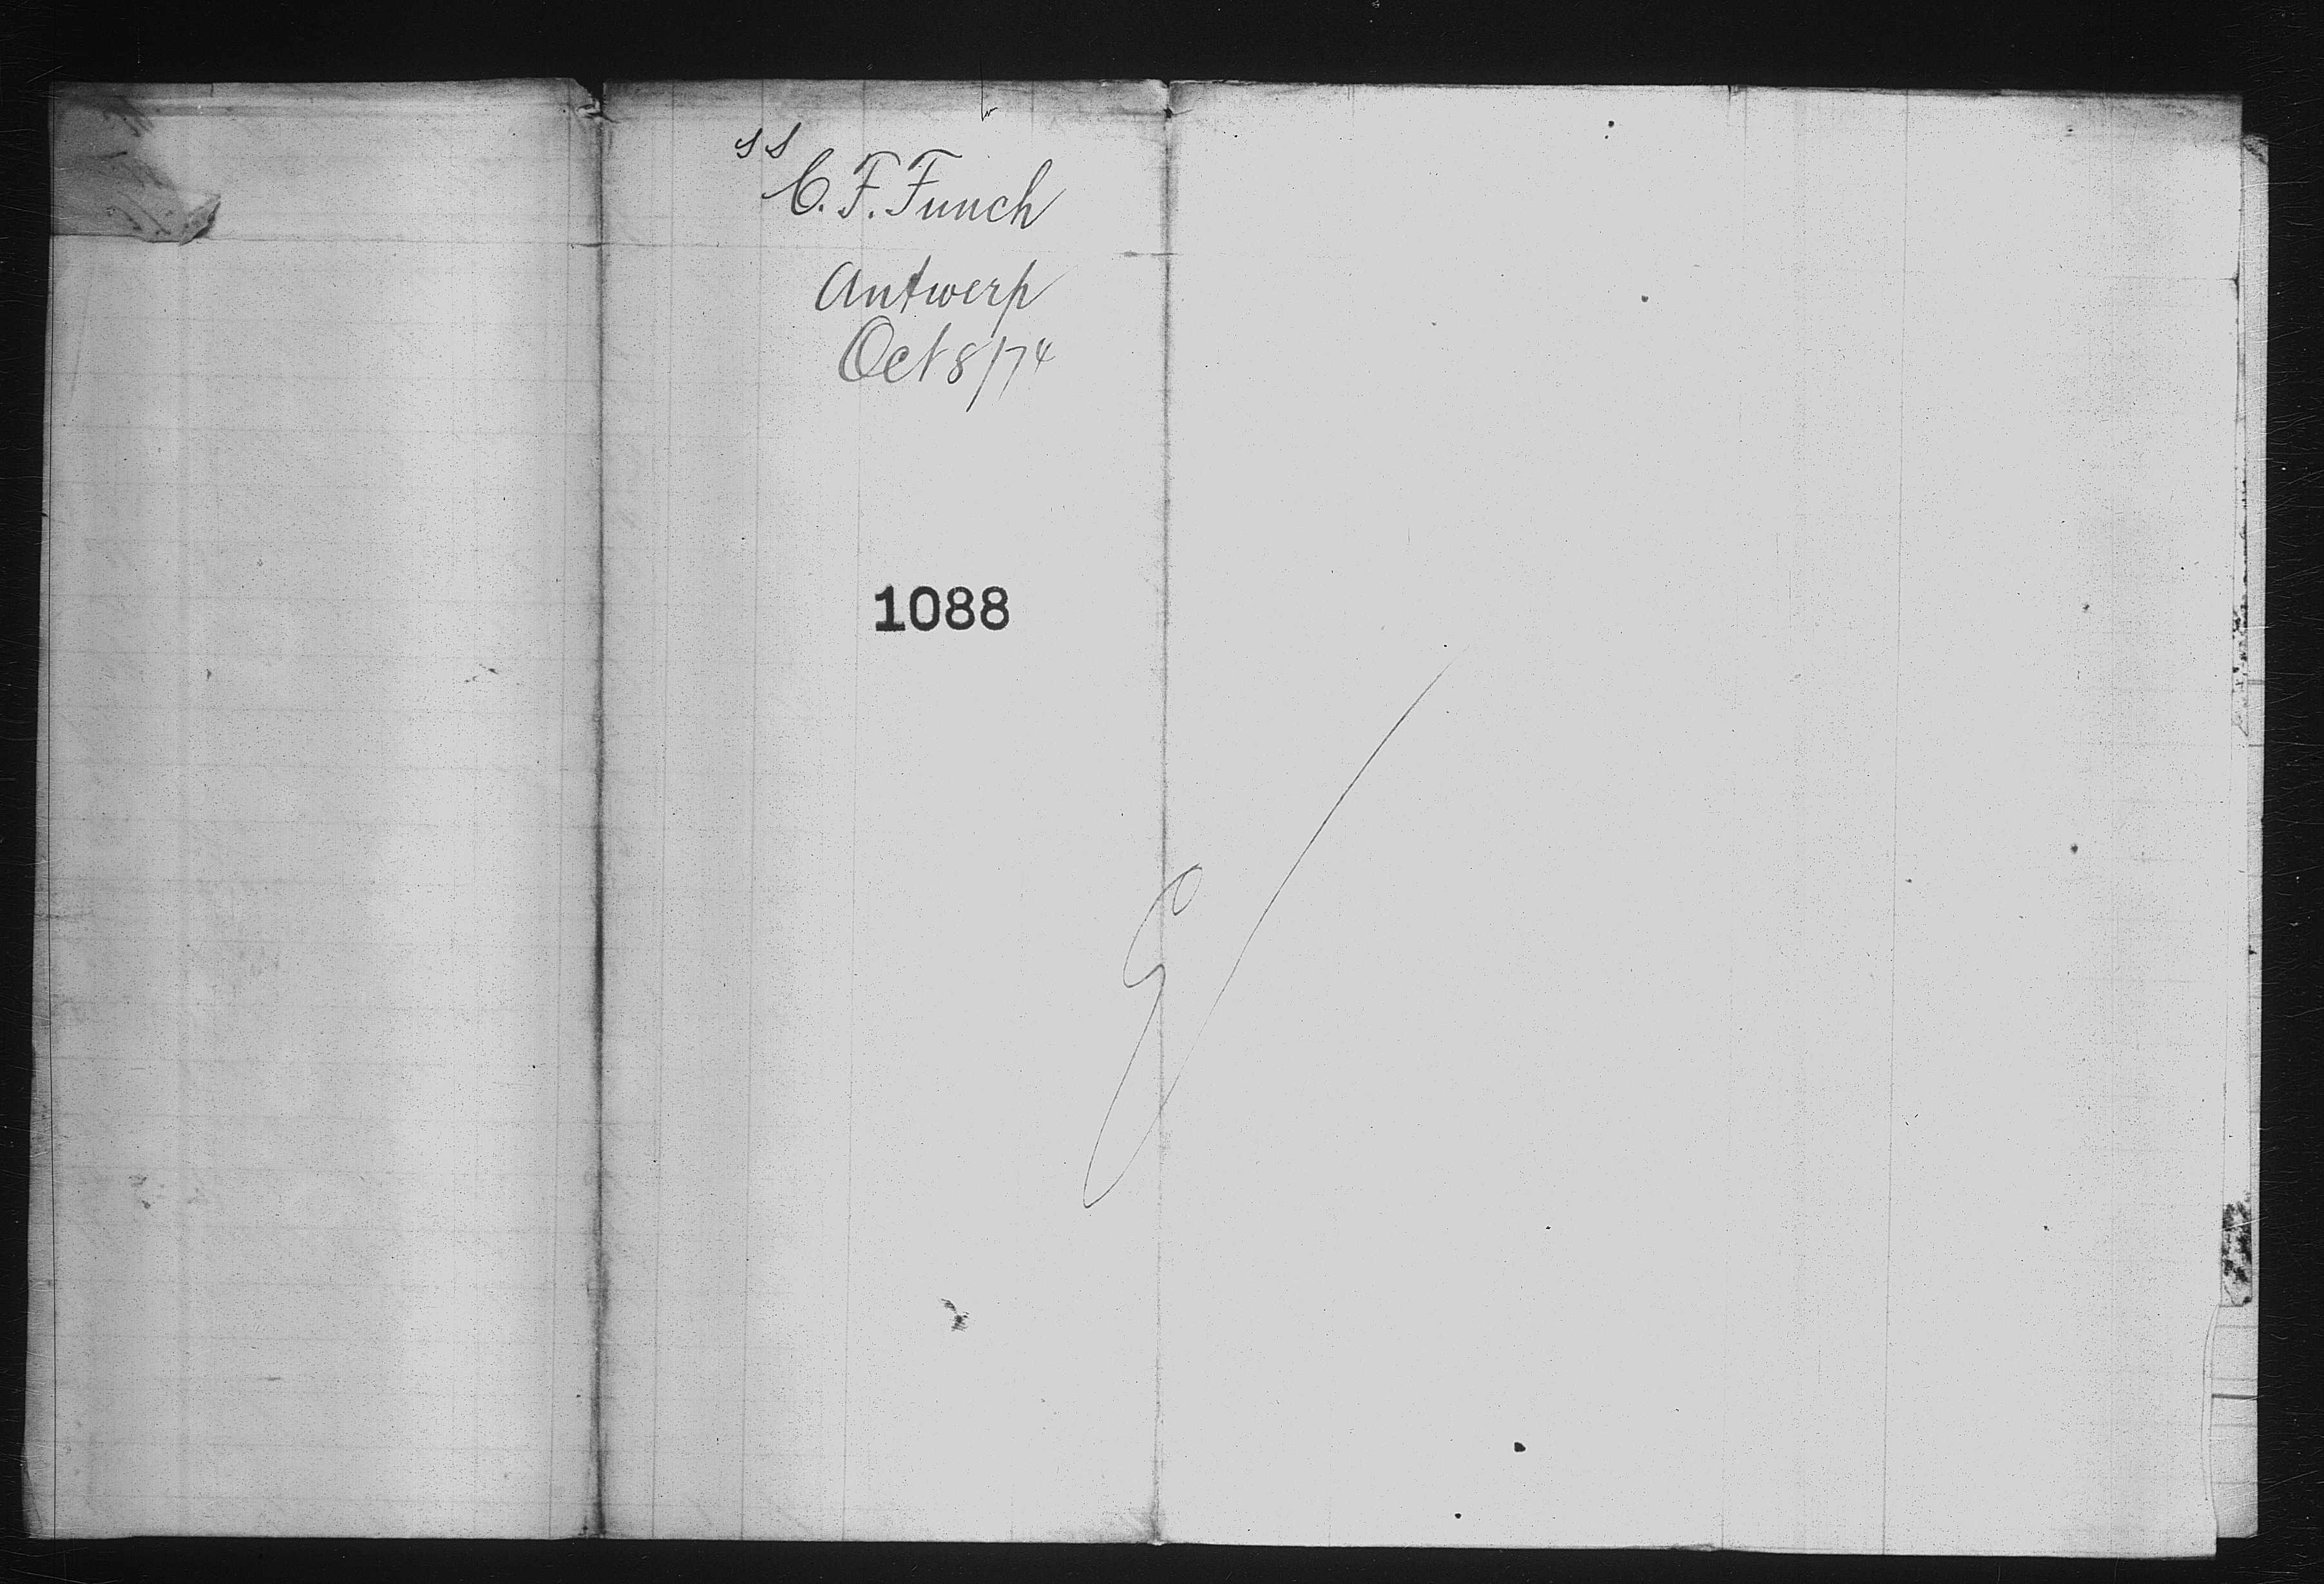 SS
C. F. Funch
Antwerp
Oct 8/74
1088